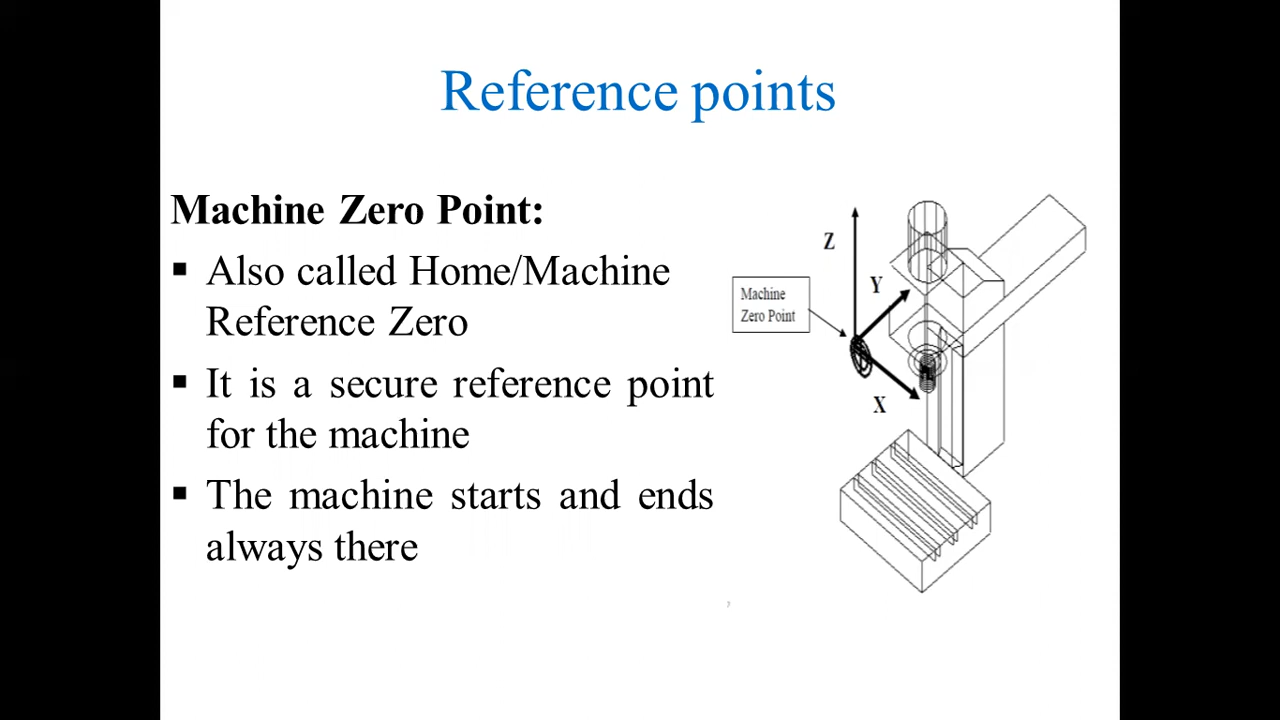 Reference points
Machine Zero Point:
▪ Also called Home/Machine
Reference Zero
▪ It is a secure reference point
for the machine
▪ The machine starts and ends
always there
Z
Y
Machine
Zero Point
X
,